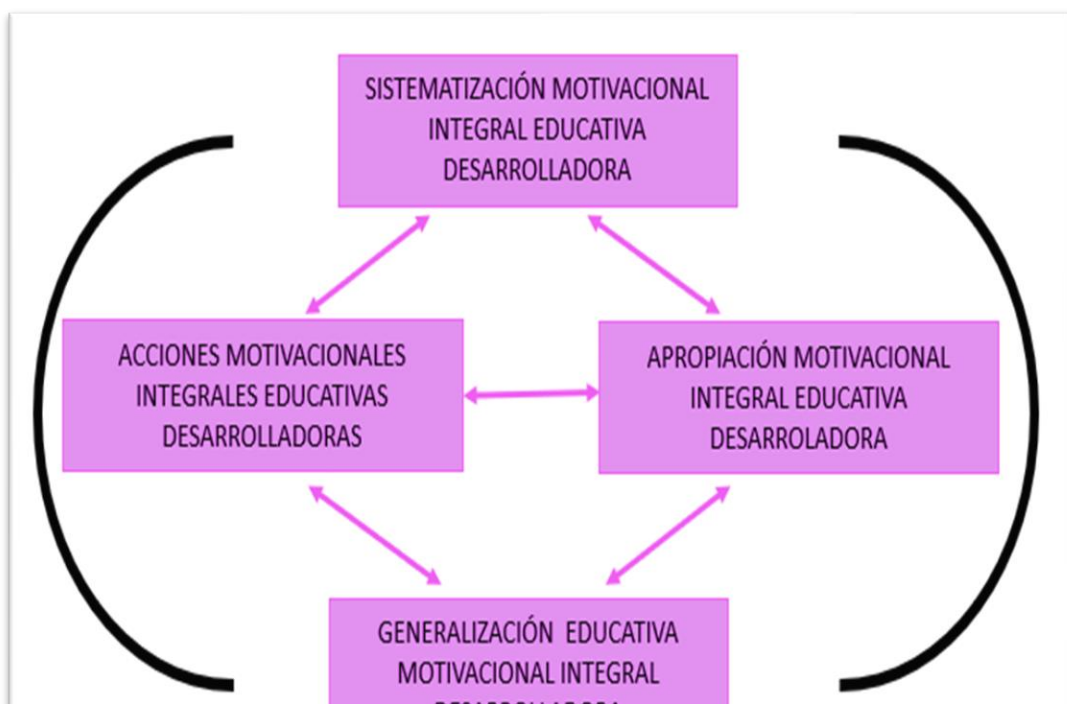 SISTEMATIZACIÓN MOTIVACIONAL
INTEGRAL EDUCATIVA
DESARROLLADORA
ACCIONES MOTIVACIONALES
INTEGRALES EDUCATIVAS
DESARROLLADORAS
APROPIACIÓN MOTIVACIONAL
INTEGRAL EDUCATIVA
DESARROLADORA
GENERALIZACIÓN EDUCATIVA
MOTIVACIONAL INTEGRAL